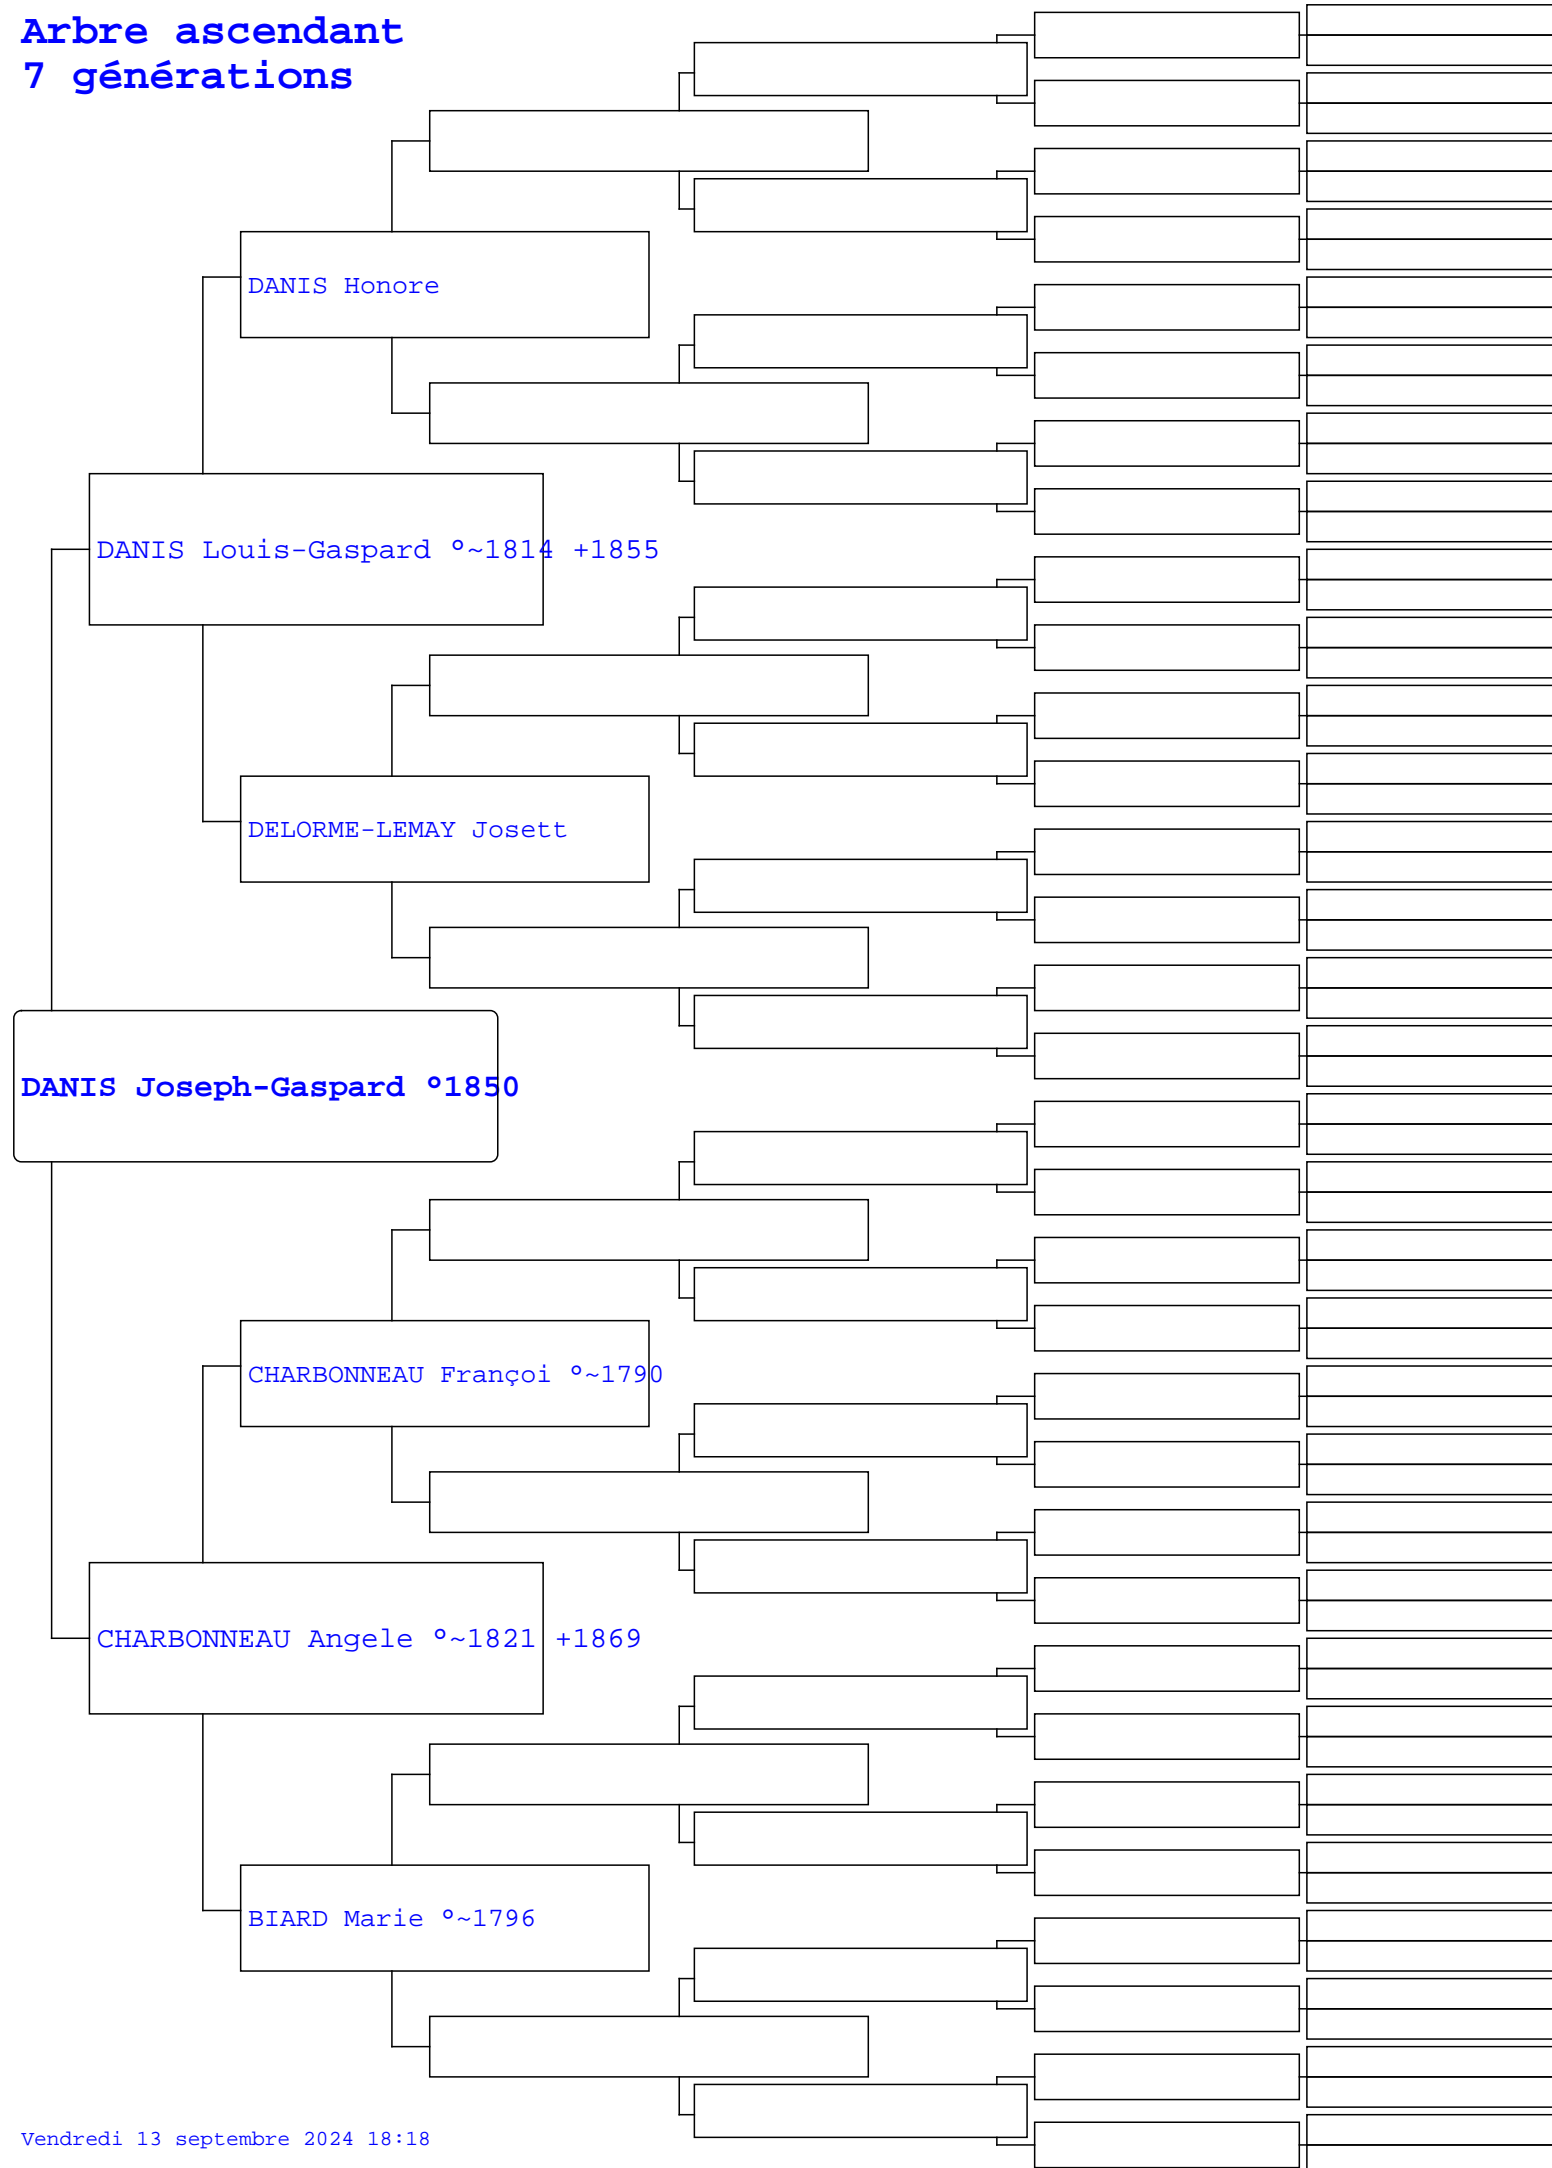 Arbre ascendant
7 générations
DANIS Honore
DANIS Louis-Gaspard °~1814 +1855
DELORME-LEMAY Josett
DANIS Joseph-Gaspard °1850
CHARBONNEAU Françoi °~1790
CHARBONNEAU Angele °~1821 +1869
BIARD Marie °~1796
Vendredi 13 septembre 2024 18:18